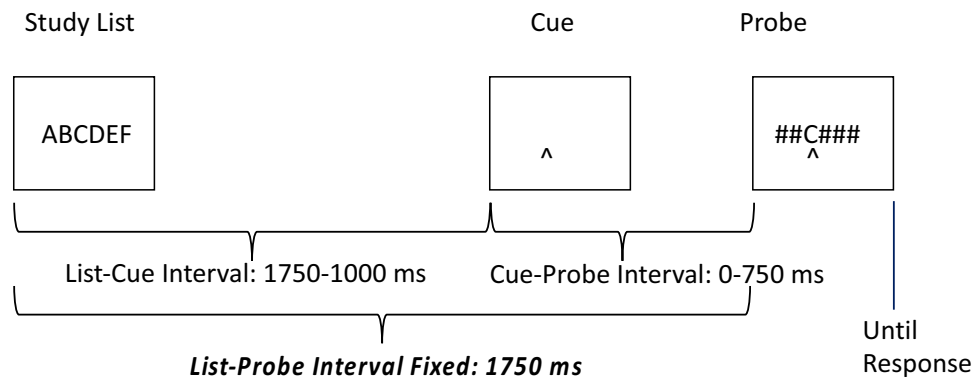 Study List
Cue
Probe
ABCDEF
^
##C###
^
List-Cue Interval: 1750-1000 ms
Cue-Probe Interval: 0-750 ms
List-Probe Interval Fixed: 1750 ms
Until
Response